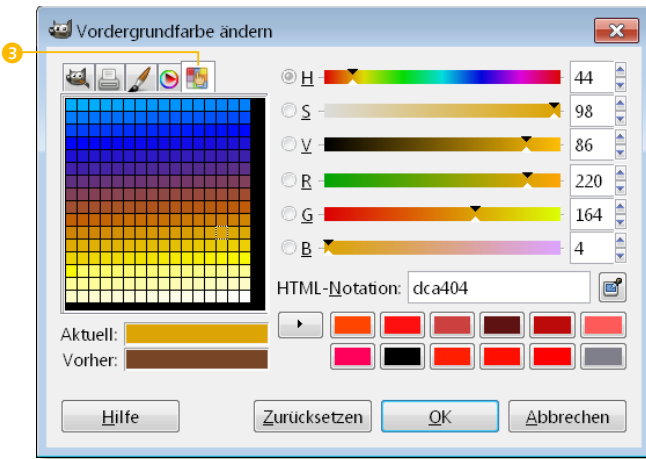 Vordergrundfarbe ändern
3
H 44
S 98
V 86
R 220
G 164
B 4
HTML-Notation: dca404
Aktuell:
Vorher:
Hilfe
Zurücksetzen
OK
Abbrechen